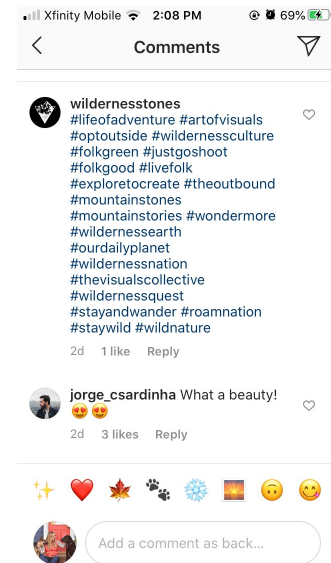 Xfinity Mobile 2:08 PM 69%
Comments
wildernesstones
#lifeofadventure #artofvisuals
#optoutside #wildernessculture
#folkgreen #justgoshoot
#folkgood #livefolk
#exploretocreate #theoutbound
#mountainstones
#mountainstories #wondermore
#wildernessearth
#ourdailyplanet
#wildernessnation
#thevisualscollective
#wildernessquest
#stayandwander #roamnation
#staywild #wildnature
2d 1 like Reply
jorge_csardinha What a beauty!
😍😍
2d 3 likes Reply
✨ ❤️ 🍁 🐾 ❄️ 🌅 🙃 😋
Add a comment as back...